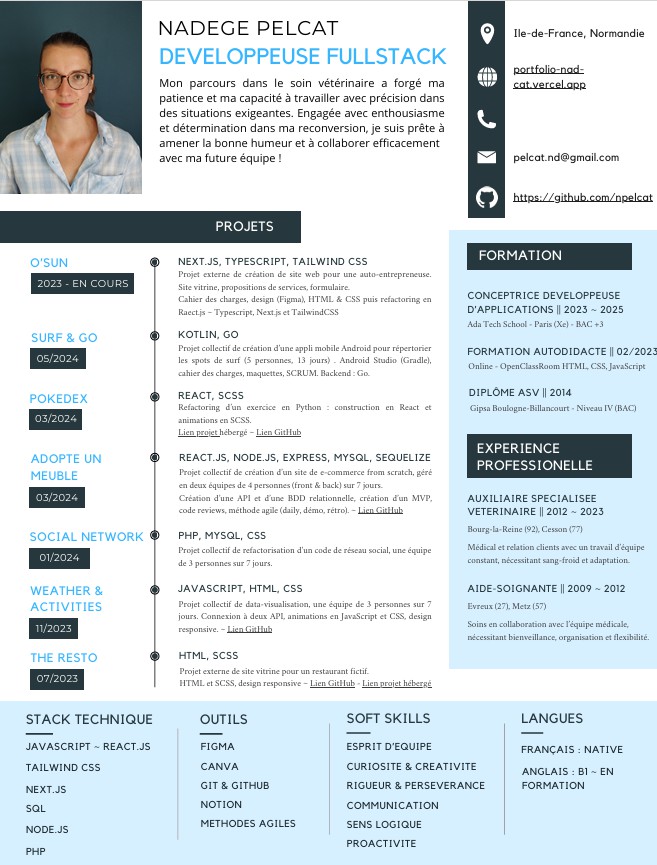 NADEGE PELCAT
DEVELOPPEUSE FULLSTACK
Mon parcours dans le soin vétérinaire a forgé ma
patience et ma capacité à travailler avec précision dans
des situations exigeantes. Engagée avec enthousiasme
et détermination dans ma reconversion, je suis prête à
amener la bonne humeur et à collaborer efficacement
avec ma future équipe !
Ile-de-France, Normandie
portfolio-nad-
cat.vercel.app
pelcat.nd@gmail.com
https://github.com/npelcat
PROJETS
O'SUN
2023 - EN COURS
NEXT.JS, TYPESCRIPT, TAILWIND CSS
Projet externe de création de site web pour une auto-entrepreneuse.
Site vitrine, propositions de services, formulaire.
Cahier des charges, design (Figma), HTML & CSS puis refactoring en
Raect.js ~ Typescript, Next.js et TailwindCSS
SURF & GO
05/2024
KOTLIN, GO
Projet collectif de création d'une appli mobile Android pour répertorier
les spots de surf (5 personnes, 13 jours) . Android Studio (Gradle),
cahier des charges, maquettes, SCRUM. Backend : Go.
POKEDEX
03/2024
REACT, SCSS
Refactoring d'un exercice en Python : construction en React et
animations en SCSS.
Lien projet hébergé ~ Lien GitHub
ADOPTE UN
MEUBLE
03/2024
REACT.JS, NODE.JS, EXPRESS, MYSQL, SEQUELIZE
Projet collectif de création d'un site de e-commerce from scratch, géré
en deux équipes de 4 personnes (front & back) sur 7 jours.
Création d'une API et d'une BDD relationnelle, création d'un MVP,
code reviews, méthode agile (daily, démo, rétro). ~ Lien GitHub
SOCIAL NETWORK
01/2024
PHP, MYSQL, CSS
Projet collectif de refactorisation d'un code de réseau social, une équipe
de 3 personnes sur 7 jours.
WEATHER &
ACTIVITIES
11/2023
JAVASCRIPT, HTML, CSS
Projet collectif de data-visualisation, une équipe de 3 personnes sur 7
jours. Connexion à deux API, animations en JavaScript et CSS, design
responsive. ~ Lien GitHub
THE RESTO
07/2023
HTML, SCSS
Projet externe de site vitrine pour un restaurant fictif.
HTML et SCSS, design responsive ~ Lien GitHub - Lien projet hébergé
FORMATION
CONCEPTRICE DEVELOPPEUSE
D'APPLICATIONS || 2023 ~ 2025
Ada Tech School - Paris (Xe) - BAC +3
FORMATION AUTODIDACTE || 02/2023
Online - OpenClassRoom HTML, CSS, JavaScript
DIPLÔME ASV || 2014
Gipsa Boulogne-Billancourt - Niveau IV (BAC)
EXPERIENCE
PROFESSIONELLE
AUXILIAIRE SPECIALISEE
VETERINAIRE || 2012 ~ 2023
Bourg-la-Reine (92), Cesson (77)
Médical et relation clients avec un travail d'équipe
constant, nécessitant sang-froid et adaptation.
AIDE-SOIGNANTE || 2009 ~ 2012
Evreux (27), Metz (57)
Soins en collaboration avec l'équipe médicale,
nécessitant bienveillance, organisation et flexibilité.
STACK TECHNIQUE
JAVASCRIPT ~ REACT.JS
TAILWIND CSS
NEXT.JS
SQL
NODE.JS
PHP
OUTILS
FIGMA
CANVA
GIT & GITHUB
NOTION
METHODES AGILES
SOFT SKILLS
ESPRIT D'EQUIPE
CURIOSITE & CREATIVITE
RIGUEUR & PERSEVERANCE
COMMUNICATION
SENS LOGIQUE
PROACTIVITE
LANGUES
FRANÇAIS : NATIVE
ANGLAIS : B1 ~ EN
FORMATION